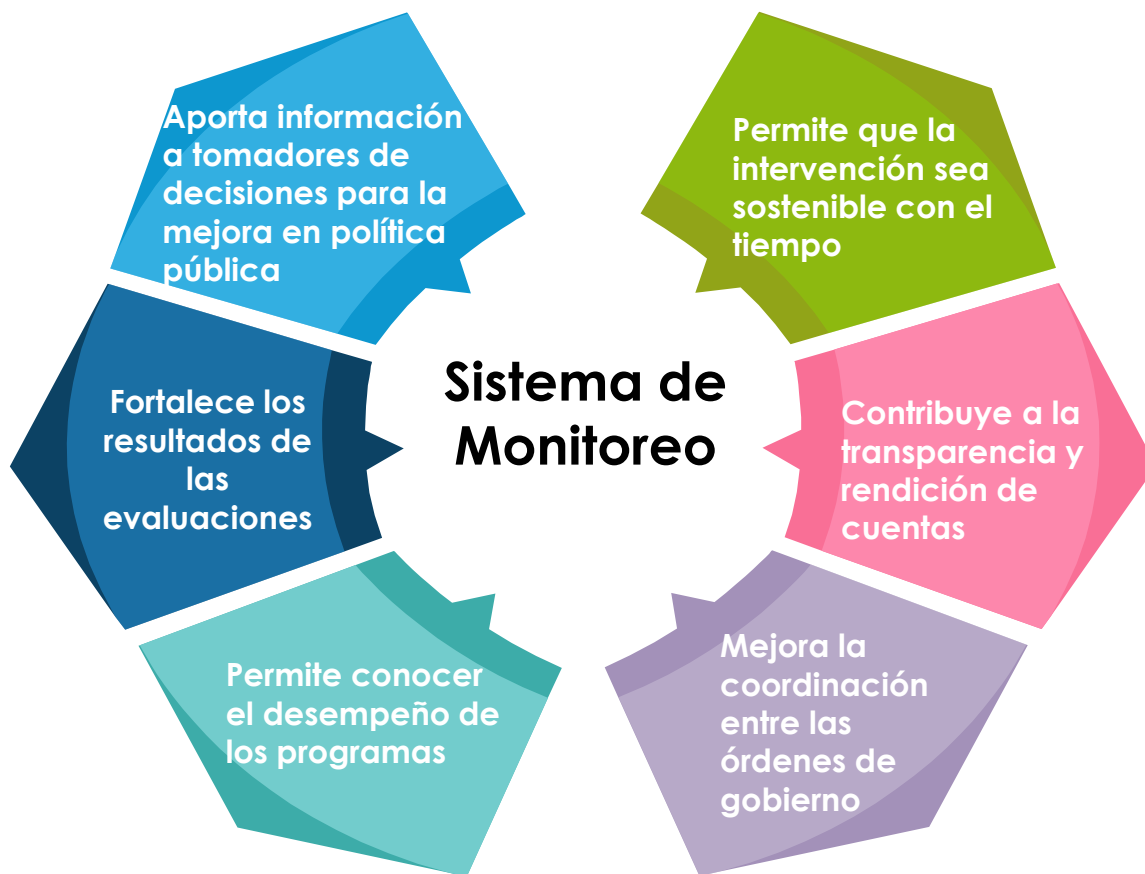 Aporta información
a tomadores de
decisiones para la
mejora en política
pública
Permite que la
intervención sea
sostenible con el
tiempo
Sistema de
Monitoreo
Fortalece los
resultados de
las
evaluaciones
Contribuye a la
transparencia y
rendición de
cuentas
Permite conocer
el desempeño de
los programas
Mejora la
coordinación
entre las
órdenes de
gobierno